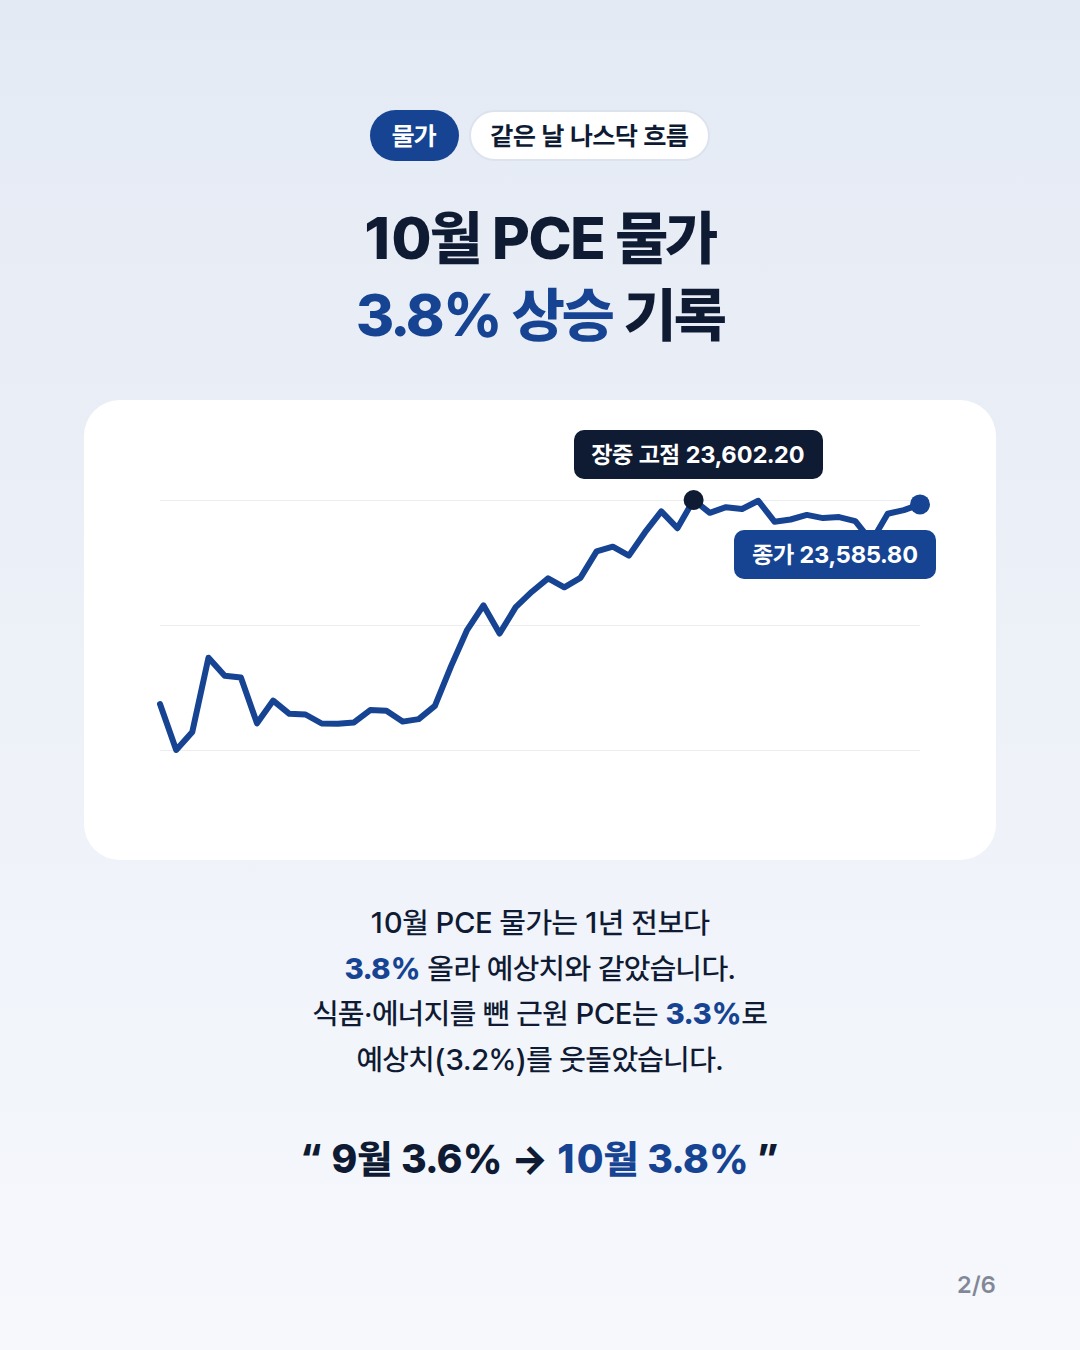 물가
같은 날 나스닥 흐름
10월 PCE 물가
3.8% 상승 기록
장중 고점 23,602.20
종가 23,585.80
10월 PCE 물가는 1년 전보다
3.8% 올라 예상치와 같았습니다.
식품·에너지를 뺀 근원 PCE는 3.3%로
예상치(3.2%)를 웃돌았습니다.
“ 9월 3.6% → 10월 3.8% ”
2/6